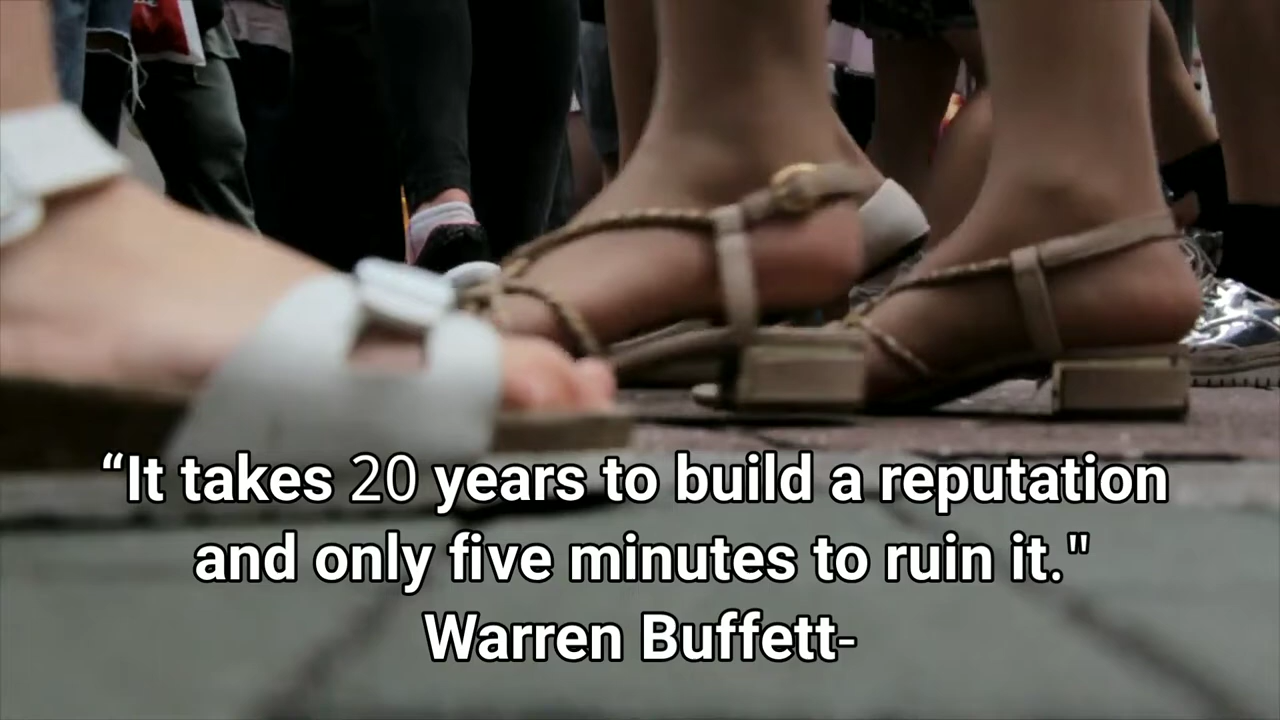 “It takes 20 years to build a reputation
and only five minutes to ruin it."
Warren Buffett-